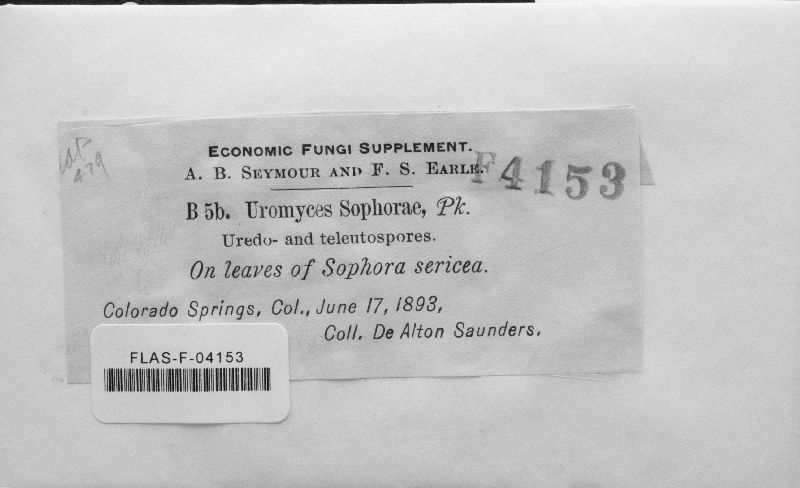 ECONOMIC FUNGI SUPPLEMENT.
A. B. SEYMOUR AND F. S. EARLE.
F4153
B 5b. Uromyces Sophorae, Pk.
Uredo- and teleutospores.
On leaves of Sophora sericea.
Colorado Springs, Col., June 17, 1893,
Coll. De Alton Saunders.
FLAS-F-04153